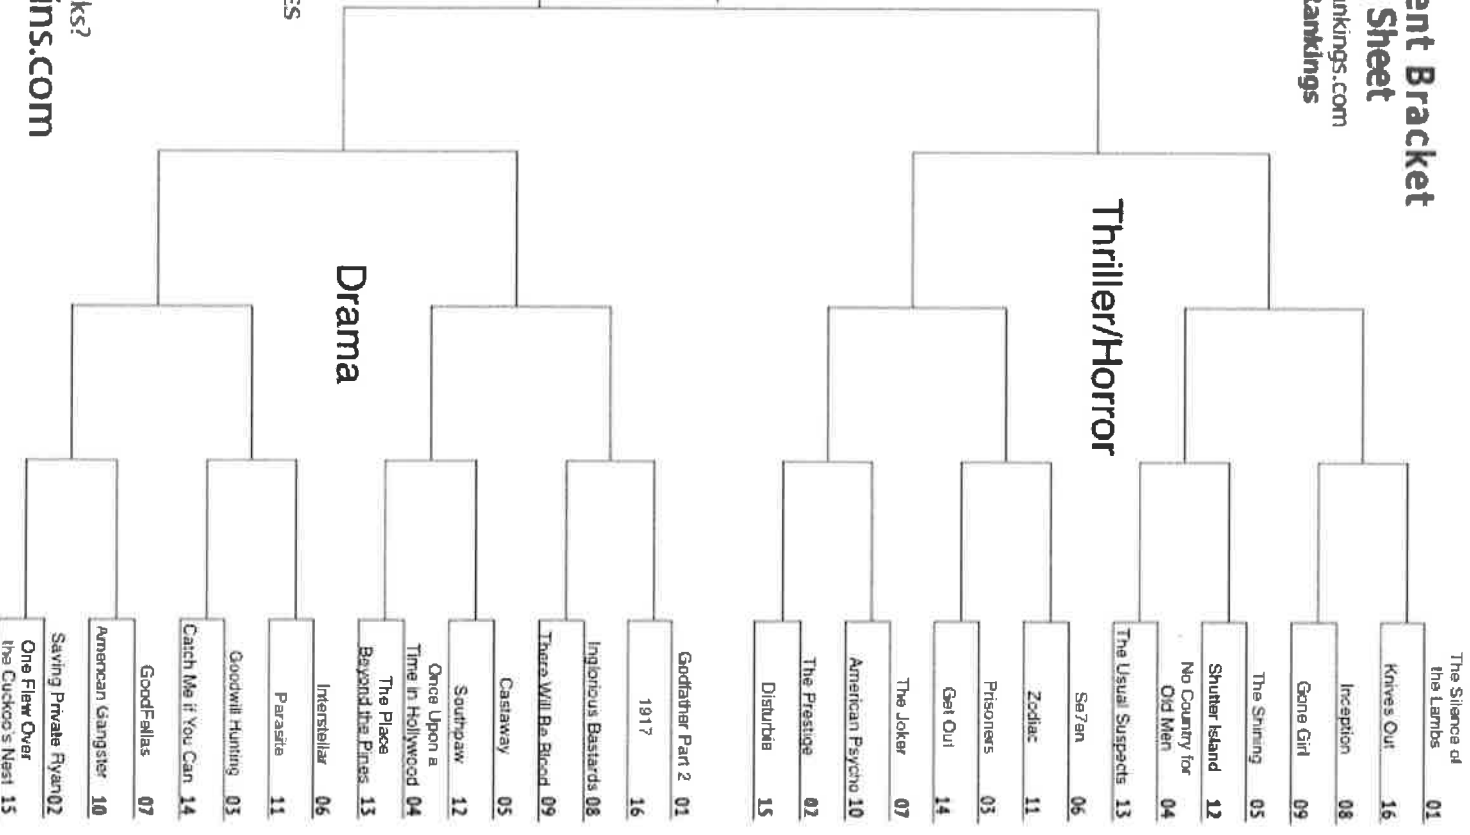 ent Bracket
Sheet
ankings.com
Rankings
Thriller/Horror
The Silence of
the Lambs 01
Knives Out 16
Inception 08
Gone Girl 09
The Shining 05
Shutter Island 12
No Country for
Old Men 04
The Usual Suspects 13
Se7en 06
Zodiac 11
Prisoners 03
Get Out 14
The Joker 07
American Psycho 10
The Prestige 02
Disturbia 15
Drama
Godfather Part 2 01
1917 16
Inglorious Bastards 08
There Will Be Blood 09
Castaway 05
Southpaw 12
Once Upon a
Time in Hollywood 04
The Place
Beyond the Pines 13
Interstellar 06
Parasite 11
Goodwill Hunting 03
Catch Me if You Can 14
GoodFellas 07
American Gangster 10
Saving Private Ryan 02
One Flew Over
the Cuckoo's Nest 15
ES
ks?
ins.com